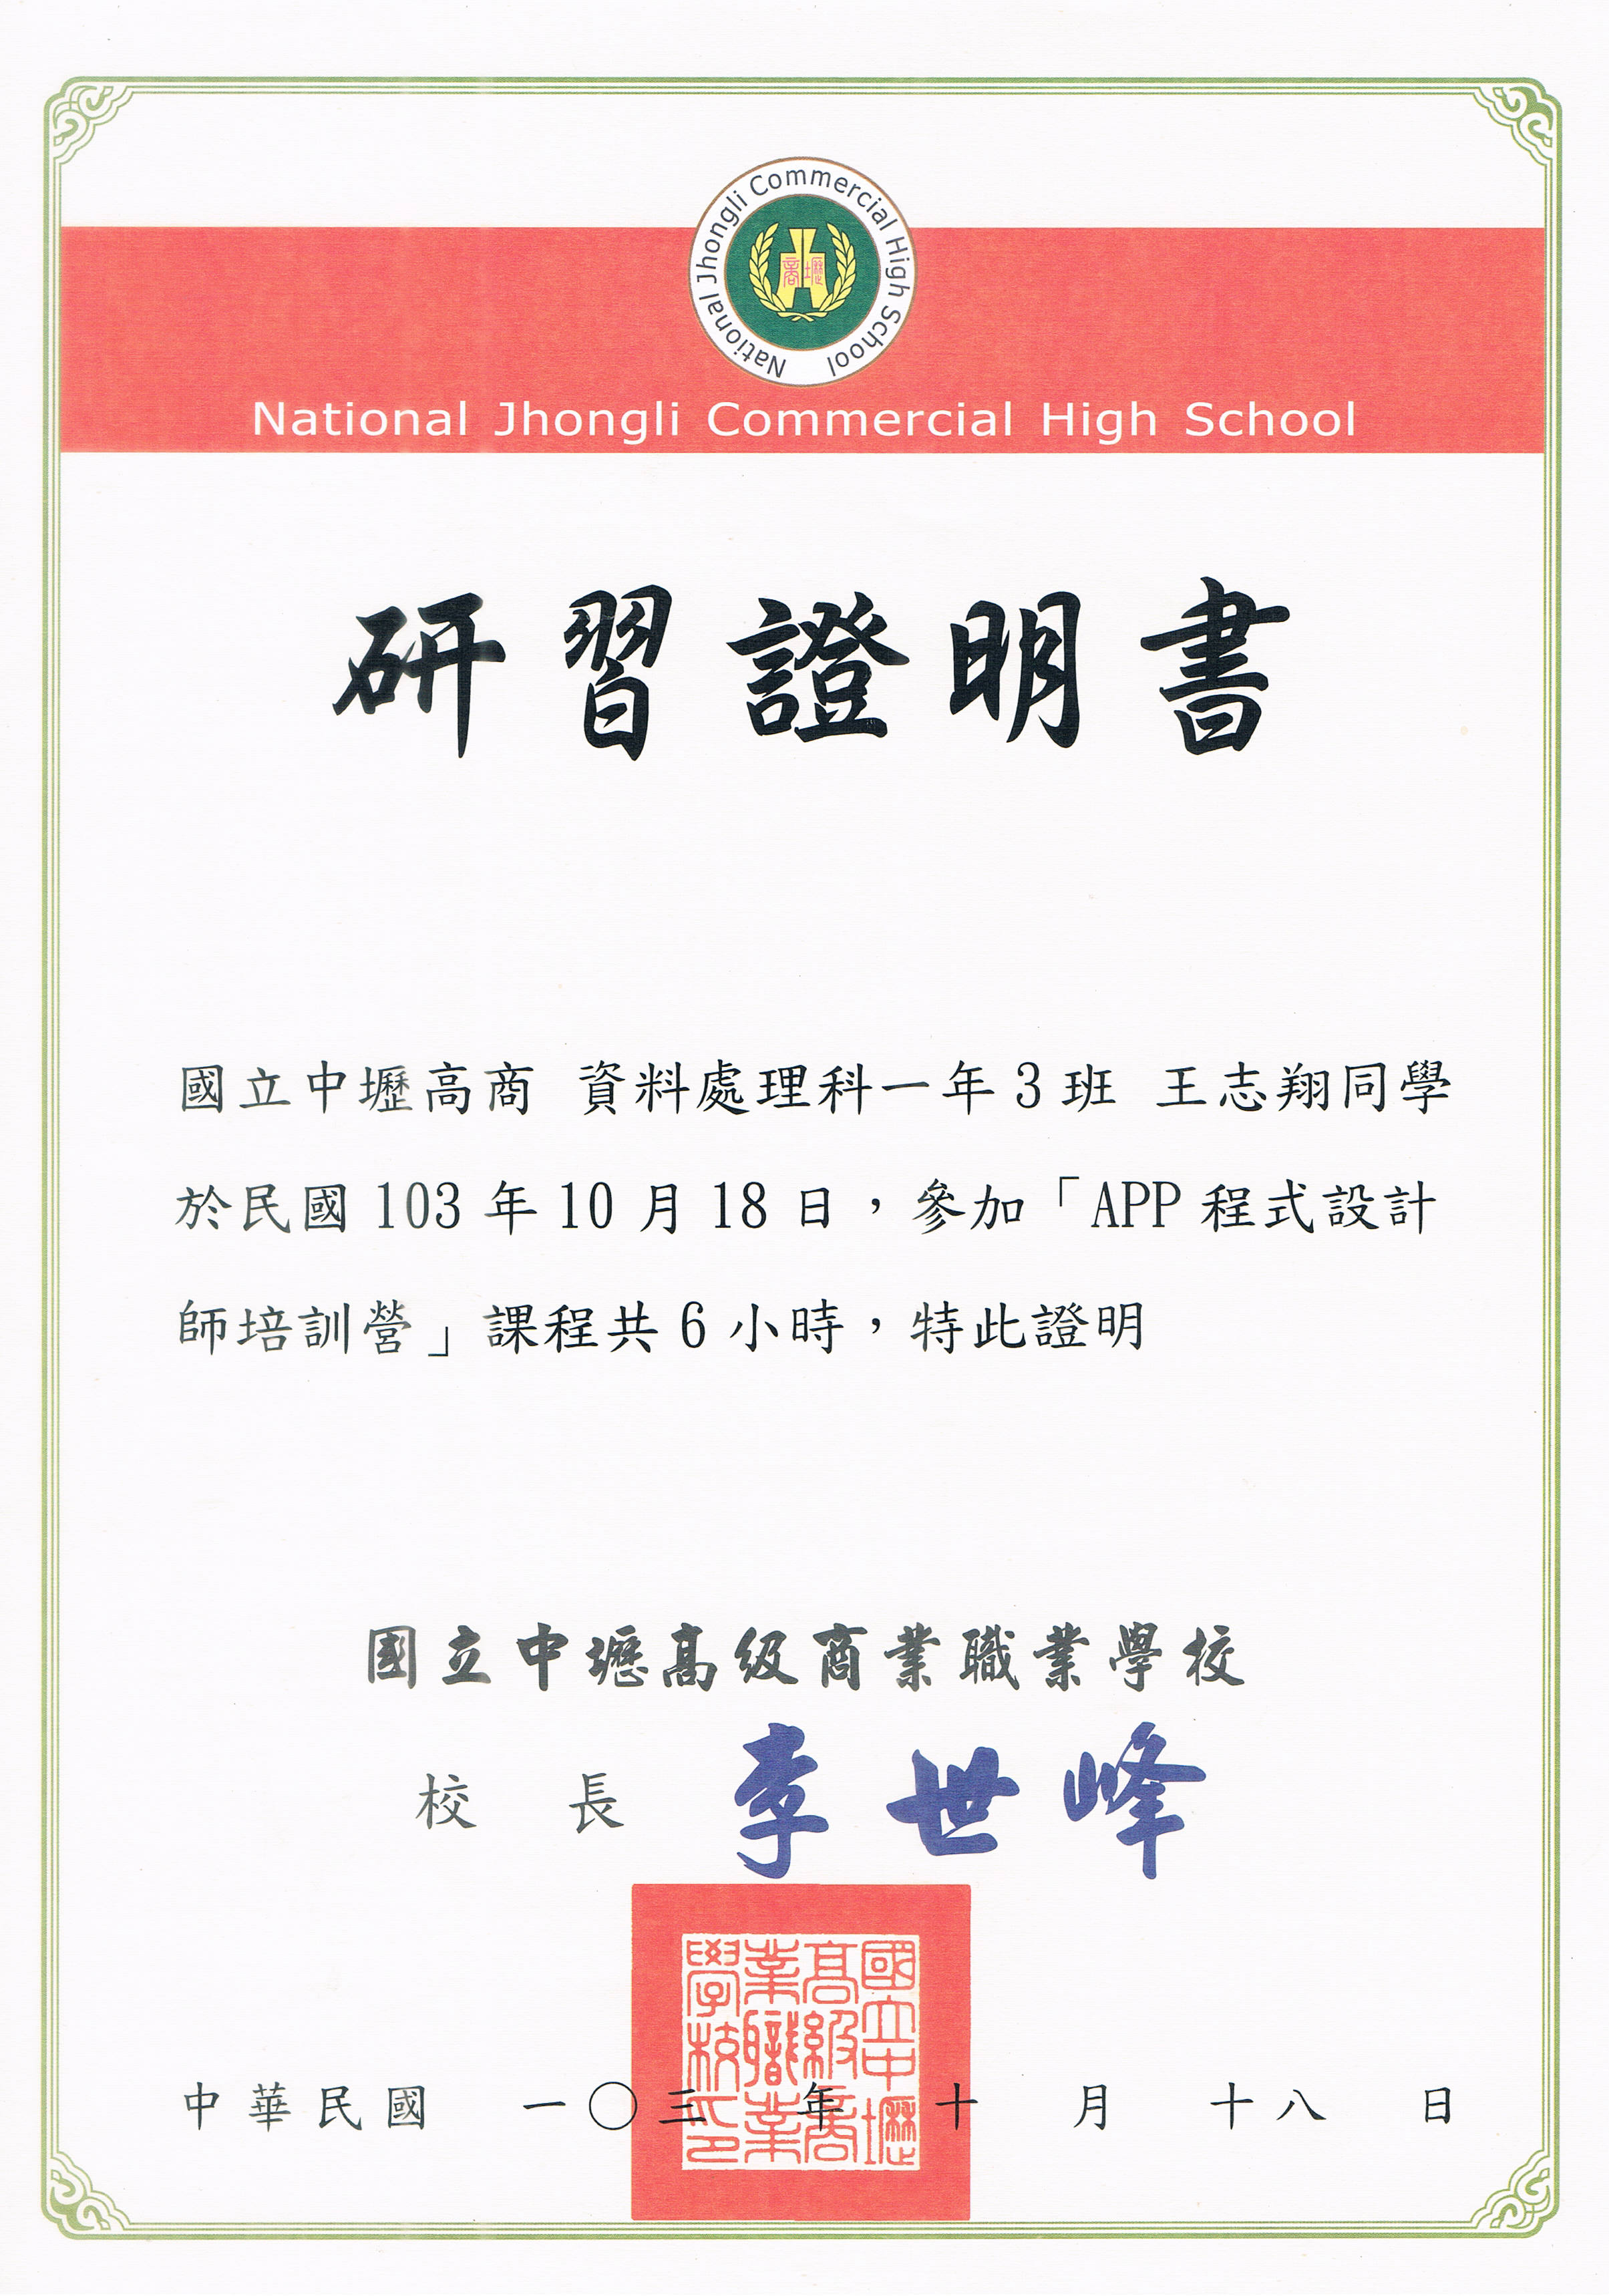 National Jhongli Commercial High School
壢商
National Jhongli Commercial High School
研習證明書
國立中壢高商 資料處理科一年3班 王志翔同學
於民國103年10月18日，參加「APP程式設計
師培訓營」課程共6小時，特此證明
國立中壢高級商業職業學校
校長 李世峰
國立中壢
高級商
業職業
學校印
中華民國 一〇三 年 十 月 十八 日